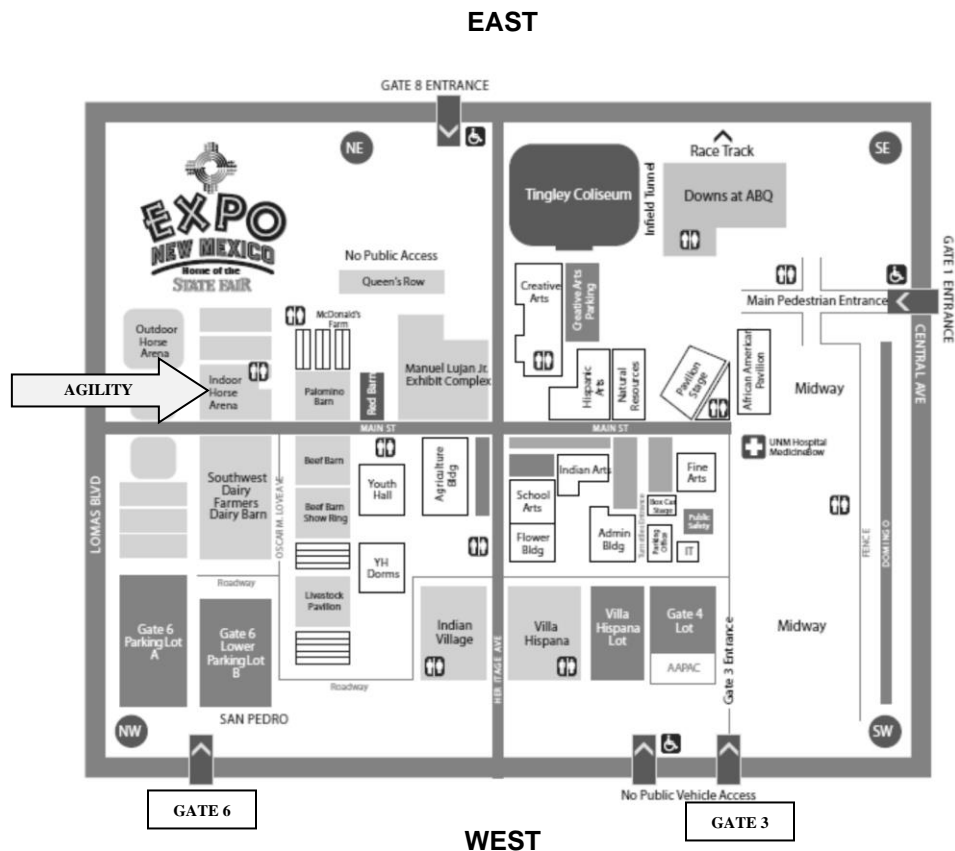 EAST
GATE 8 ENTRANCE
NE
SE
Race Track
Tingley Coliseum
Infield Tunnel
Downs at ABQ
EXPO
NEW MEXICO
Home of the
STATE FAIR
No Public Access
Queen's Row
Creative
Arts
Creative Arts
Parking
Main Pedestrian Entrance
GATE 1 ENTRANCE
CENTRAL AVE
McDonald's
Farm
Outdoor
Horse
Arena
AGILITY
Indoor
Horse
Arena
Palomino
Barn
Red Barn
Manuel Lujan Jr.
Exhibit Complex
Hispanic
Arts
Natural
Resources
Pavilion
Stage
African American
Pavilion
Midway
MAIN ST
MAIN ST
UNM Hospital
MedicineBow
LOMAS BLVD
Southwest
Dairy
Farmers
Dairy Barn
OSCAR M. LOVE AVE
Beef Barn
Beef Barn
Show Ring
Youth
Hall
Agriculture
Bldg
Indian Arts
School
Arts
Flower
Bldg
Admin
Bldg
Fine
Arts
Box Car
Stage
Public
Safety
Parking
Office
IT
YH
Dorms
Livestock
Pavilion
Roadway
FENCE
DOMINGO
Gate 6
Parking Lot
A
Gate 6
Lower
Parking Lot
B
Indian
Village
Villa
Hispana
Villa
Hispana
Lot
Gate 4
Lot
AAPAC
Gate 3 Entrance
Midway
Roadway
HERITAGE AVE
SAN PEDRO
NW
SW
No Public Vehicle Access
GATE 6
GATE 3
WEST